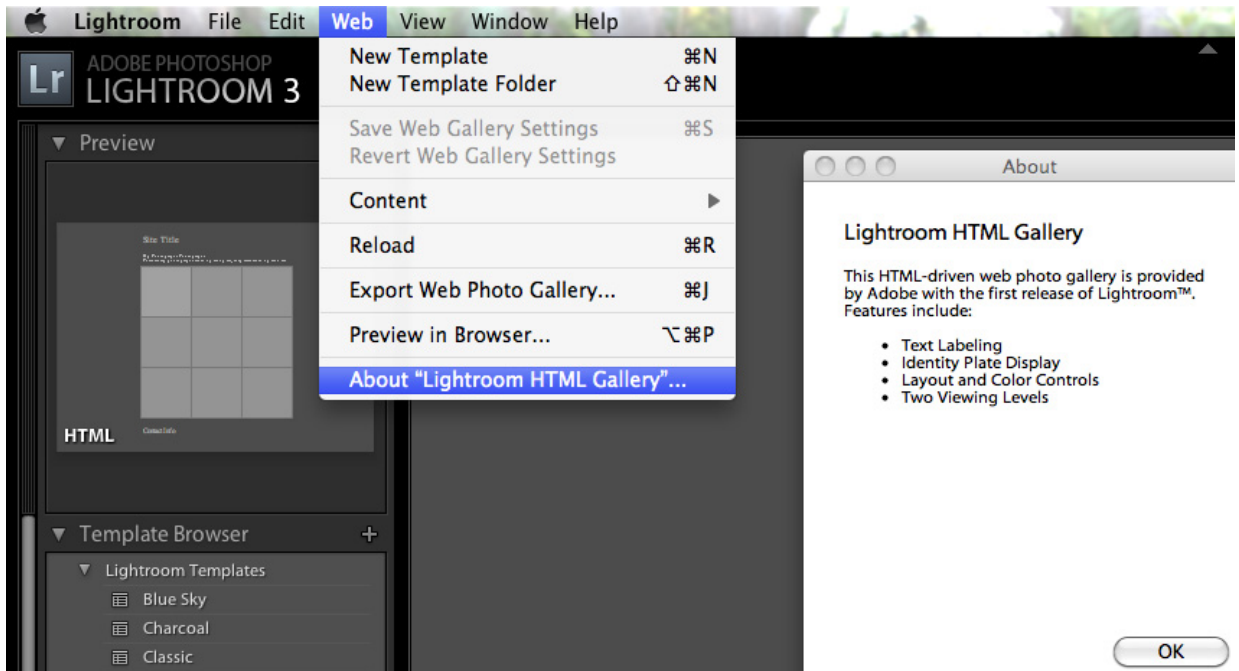 Lightroom File Edit Web View Window Help
Lr ADOBE PHOTOSHOP
LIGHTROOM 3
New Template ⌘N
New Template Folder ⇧⌘N
Save Web Gallery Settings ⌘S
Revert Web Gallery Settings
Content
Reload ⌘R
Export Web Photo Gallery... ⌘J
Preview in Browser... ⌥⌘P
About “Lightroom HTML Gallery”...
Preview
Site Title
Contact Info
HTML
Template Browser +
Lightroom Templates
Blue Sky
Charcoal
Classic
About
Lightroom HTML Gallery
This HTML-driven web photo gallery is provided
by Adobe with the first release of Lightroom™.
Features include:
• Text Labeling
• Identity Plate Display
• Layout and Color Controls
• Two Viewing Levels
OK